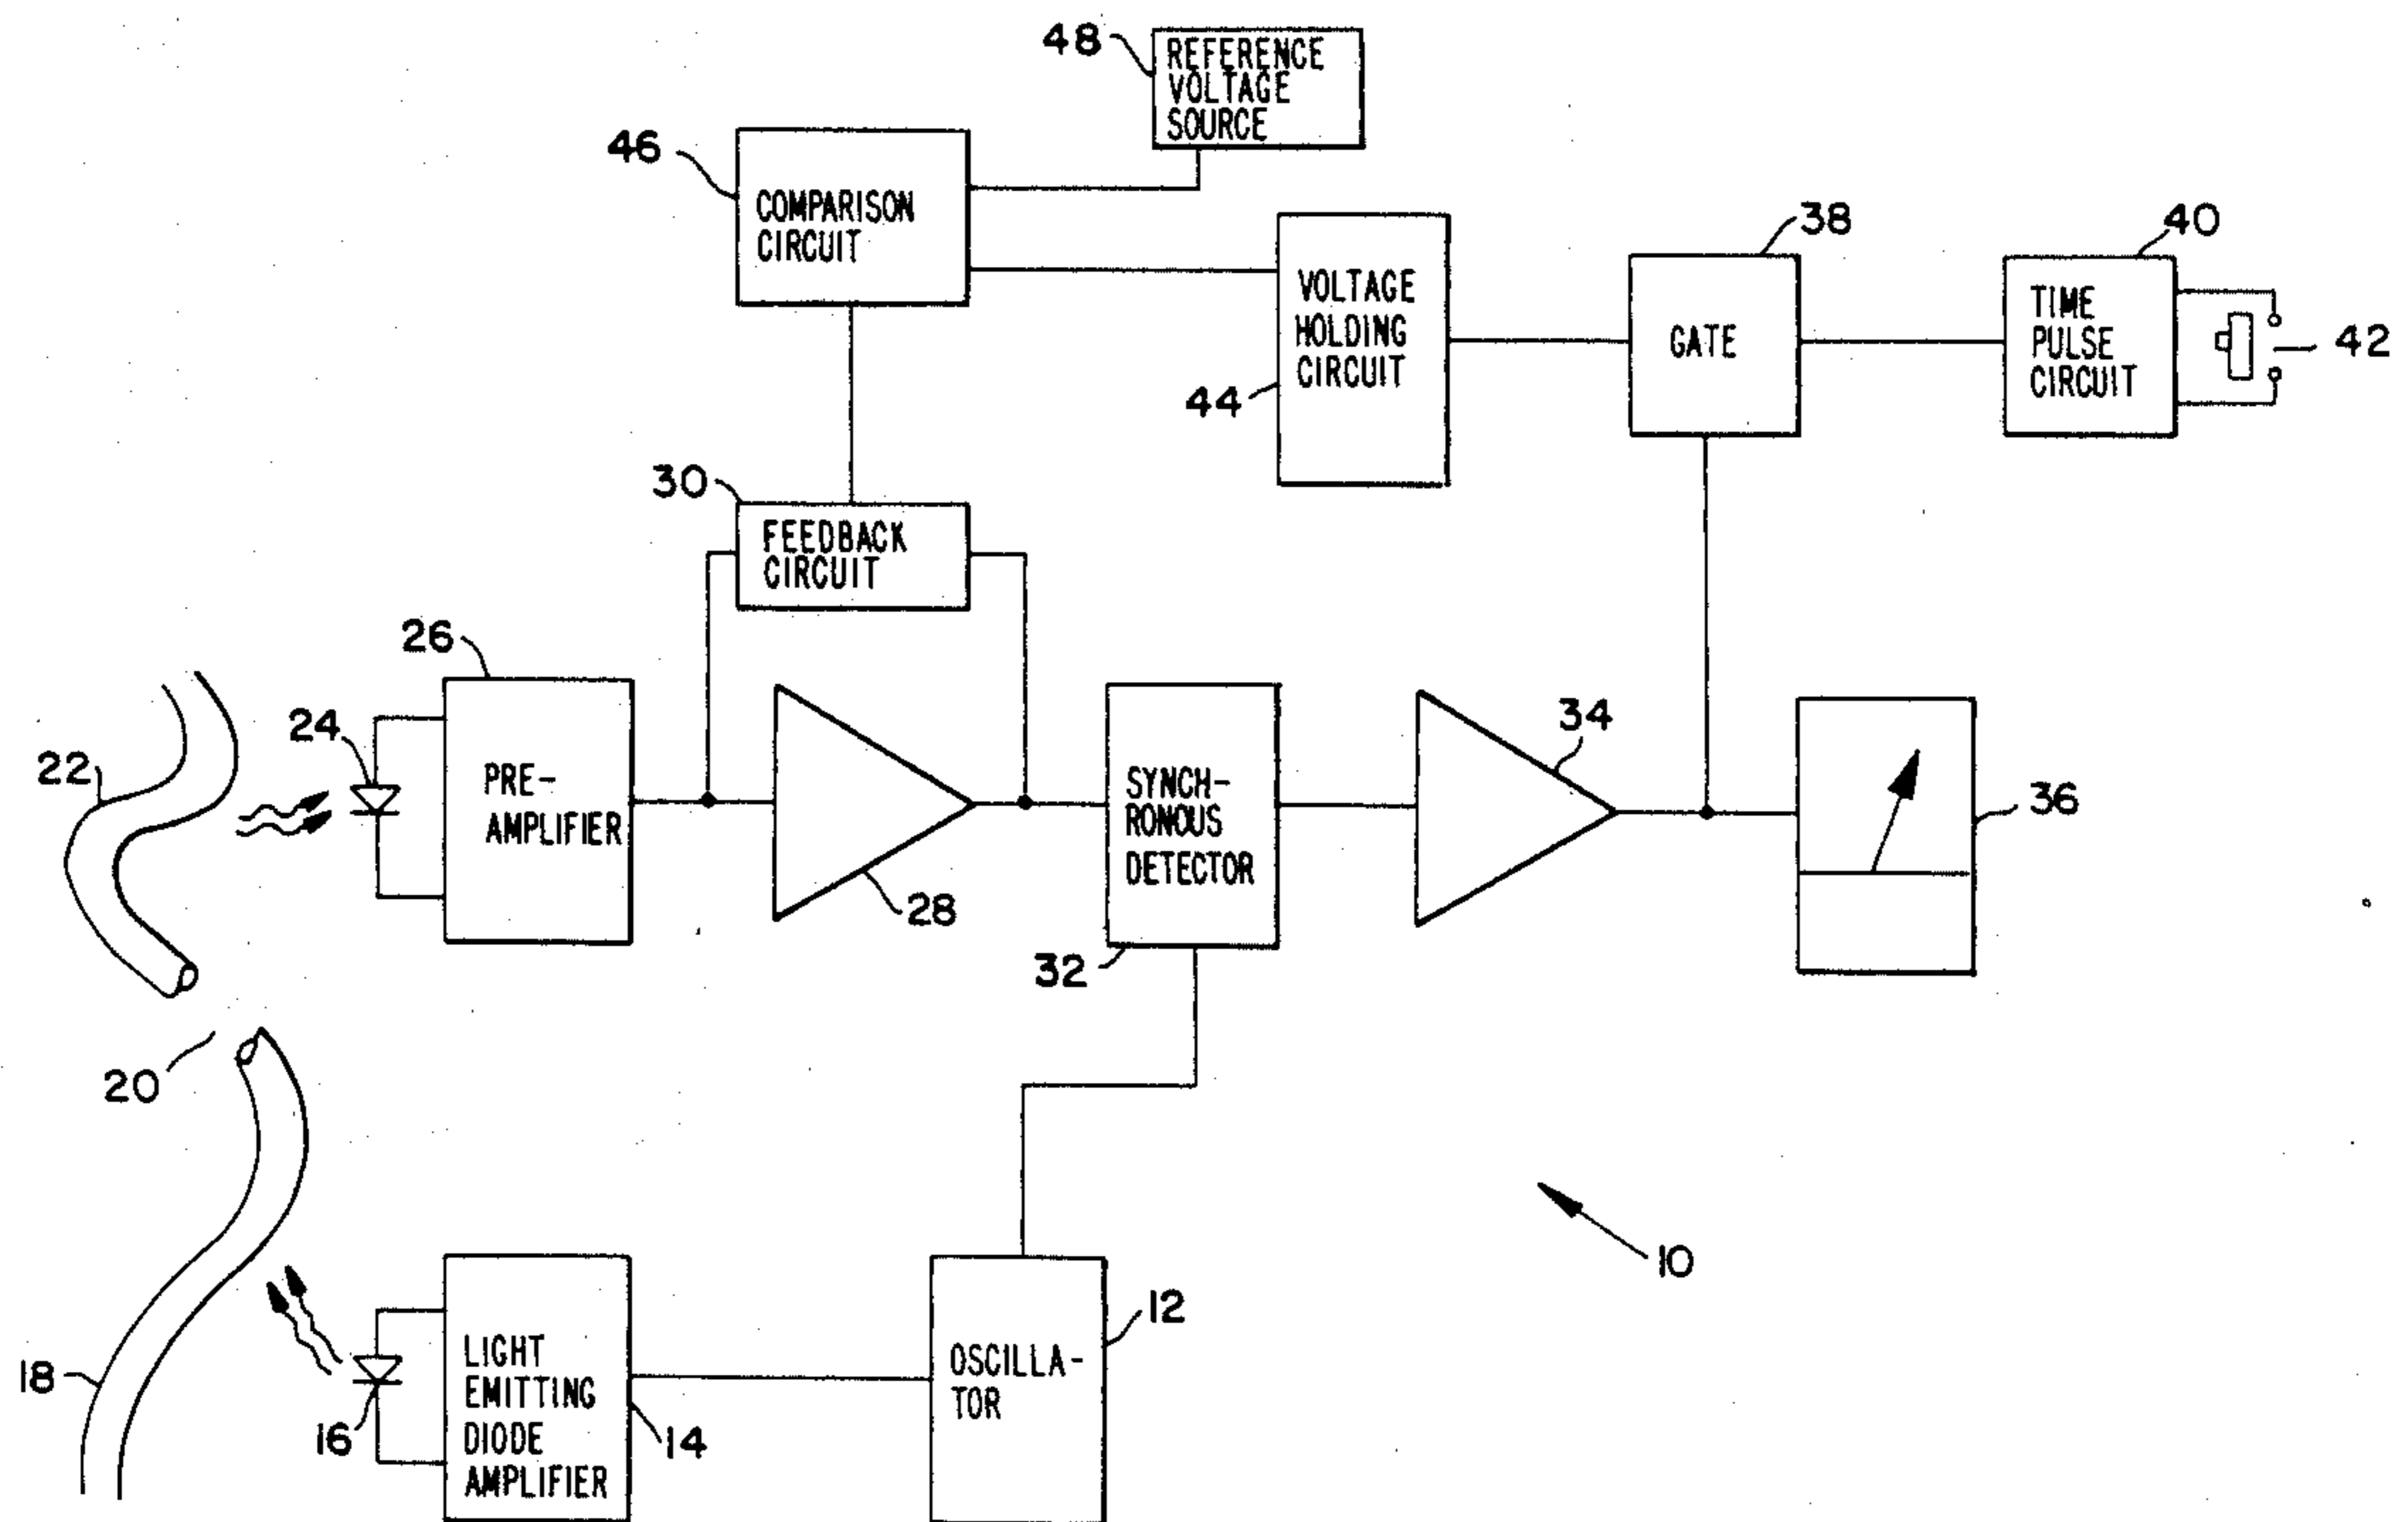 48
REFERENCE
VOLTAGE
SOURCE
46
COMPARISON
CIRCUIT
38
40
VOLTAGE
HOLDING
CIRCUIT
44
GATE
TIME
PULSE
CIRCUIT
42
30
FEEDBACK
CIRCUIT
26
24
22
PRE-
AMPLIFIER
28
SYNCH-
RONOUS
DETECTOR
32
34
36
20
10
18
16
LIGHT
EMITTING
DIODE
AMPLIFIER
14
OSCILLA-
TOR
12